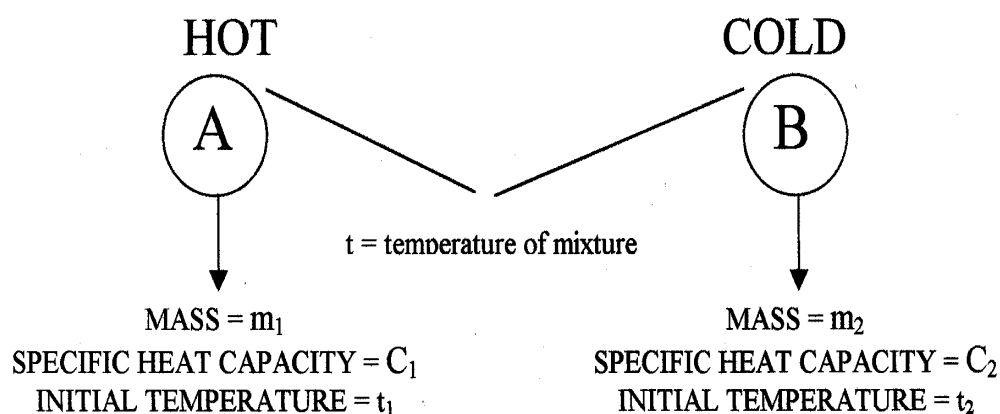 HOT
COLD
A
B
t = temperature of mixture
MASS = m₁
SPECIFIC HEAT CAPACITY = C₁
INITIAL TEMPERATURE = t₁
MASS = m₂
SPECIFIC HEAT CAPACITY = C₂
INITIAL TEMPERATURE = t₂